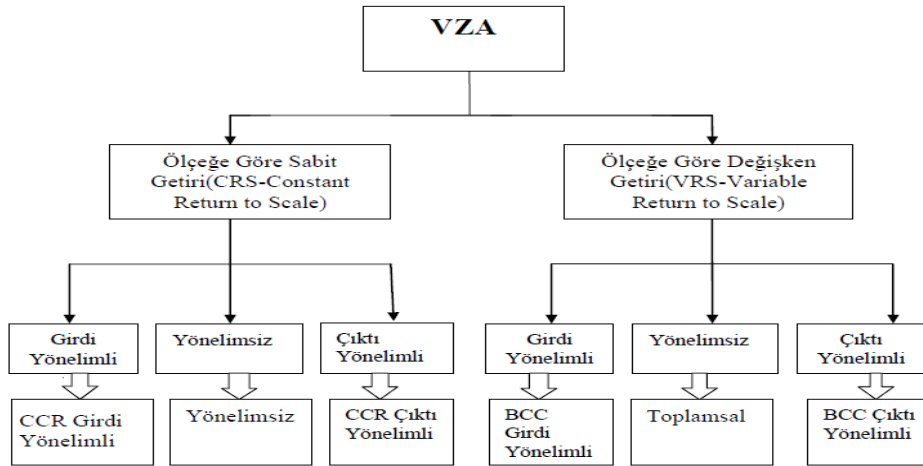 VZA
Ölçeğe Göre Sabit
Getiri(CRS-Constant
Return to Scale)
Ölçeğe Göre Değişken
Getiri(VRS-Variable
Return to Scale)
Girdi
Yönelimli
Yönelimsiz
Çıktı
Yönelimli
Girdi
Yönelimli
Yönelimsiz
Çıktı
Yönelimli
CCR Girdi
Yönelimli
Yönelimsiz
CCR Çıktı
Yönelimli
BCC
Girdi
Yönelimli
Toplamsal
BCC Çıktı
Yönelimli